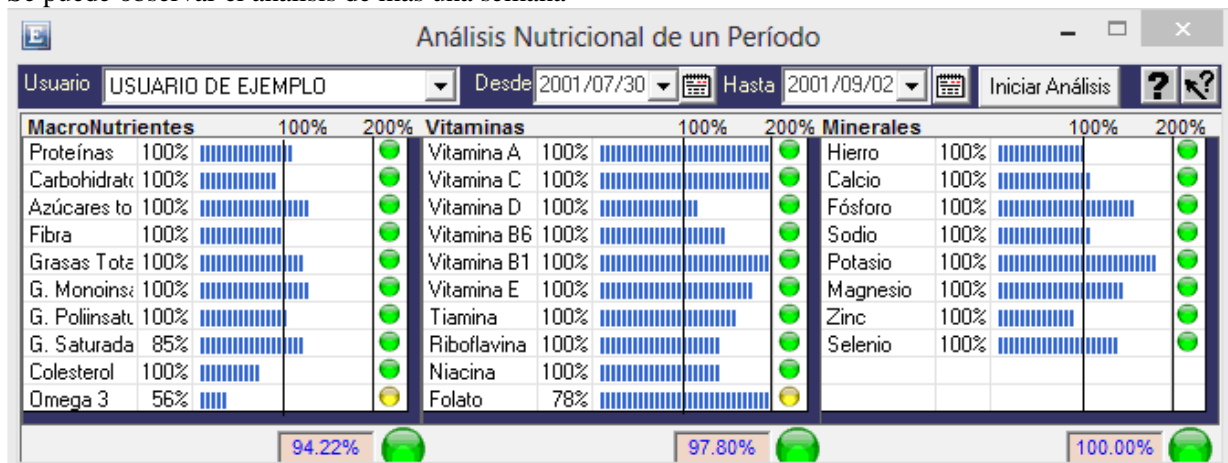 Se puede observar el análisis de más una semana
E Análisis Nutricional de un Período
Usuario USUARIO DE EJEMPLO Desde 2001/07/30 Hasta 2001/09/02 Iniciar Análisis ? ?
MacroNutrientes 100% 200% Vitaminas 100% 200% Minerales 100% 200%
Proteínas 100% Vitamina A 100% Hierro 100%
Carbohidrat 100% Vitamina C 100% Calcio 100%
Azúcares to 100% Vitamina D 100% Fósforo 100%
Fibra 100% Vitamina B6 100% Sodio 100%
Grasas Tota 100% Vitamina B1 100% Potasio 100%
G. Monoins 100% Vitamina E 100% Magnesio 100%
G. Poliinsatu 100% Tiamina 100% Zinc 100%
G. Saturada 85% Riboflavina 100% Selenio 100%
Colesterol 100% Niacina 100%
Omega 3 56% Folato 78%
94.22% 97.80% 100.00%